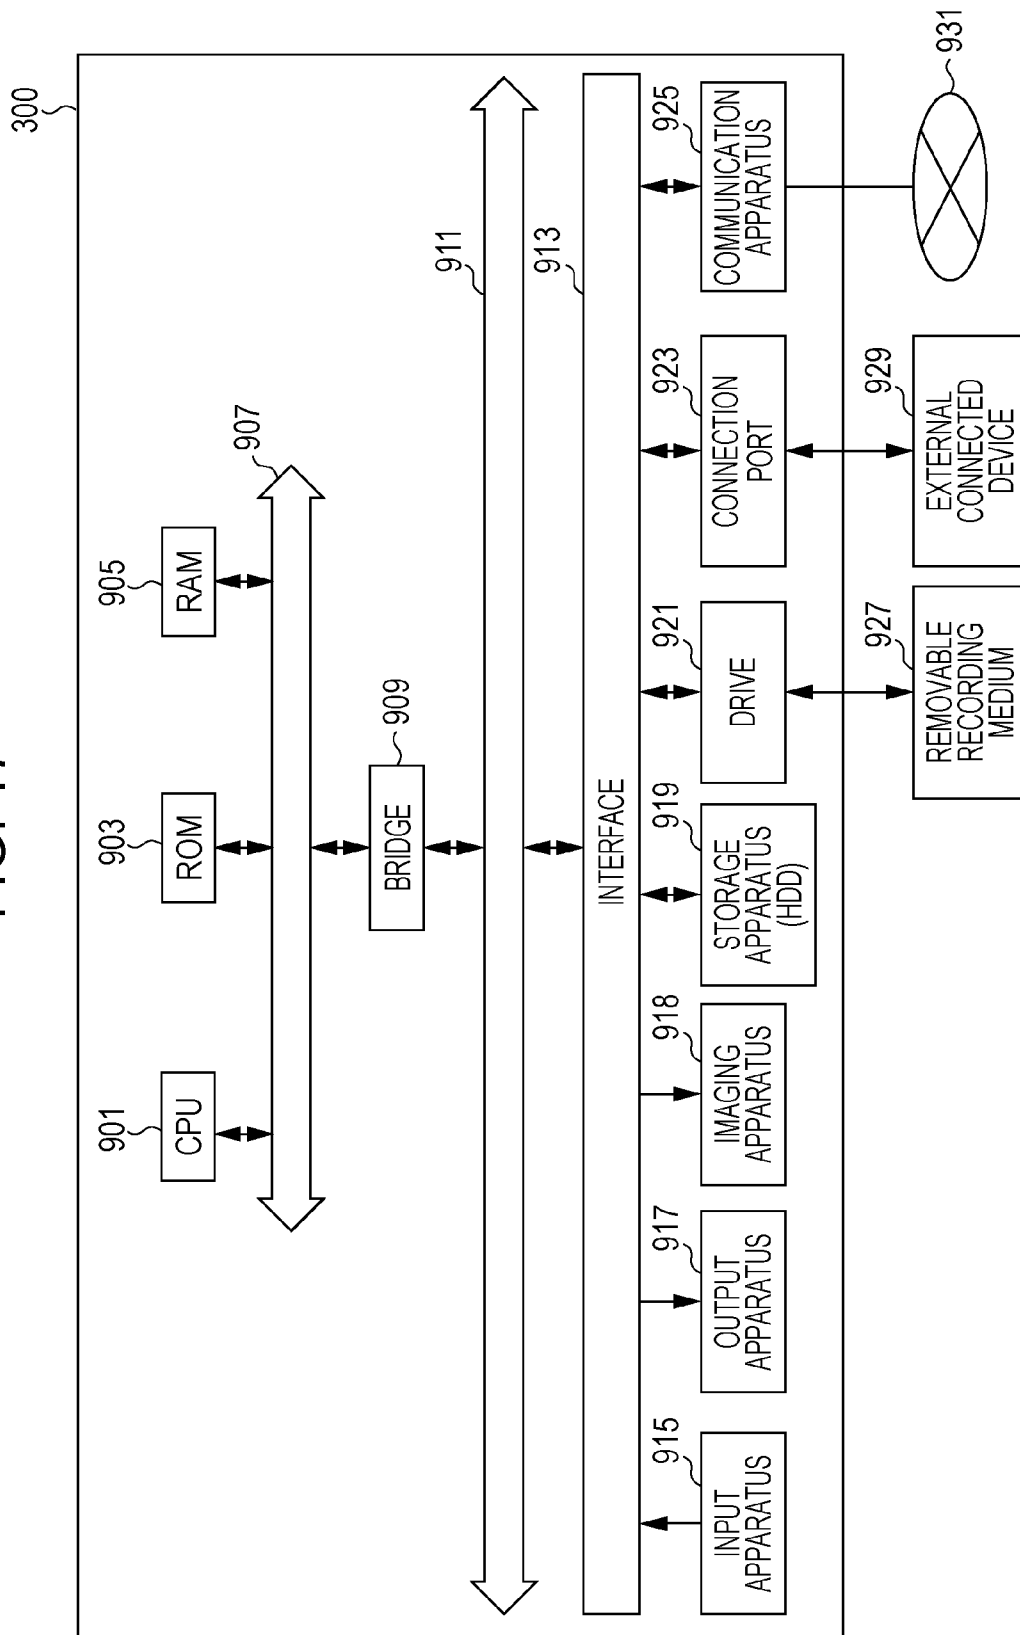 300
901
CPU
903
ROM
905
RAM
907
909
BRIDGE
911
913
INTERFACE
915
INPUT
APPARATUS
917
OUTPUT
APPARATUS
918
IMAGING
APPARATUS
919
STORAGE
APPARATUS
(HDD)
921
DRIVE
923
CONNECTION
PORT
925
COMMUNICATION
APPARATUS
927
REMOVABLE
RECORDING
MEDIUM
929
EXTERNAL
CONNECTED
DEVICE
931